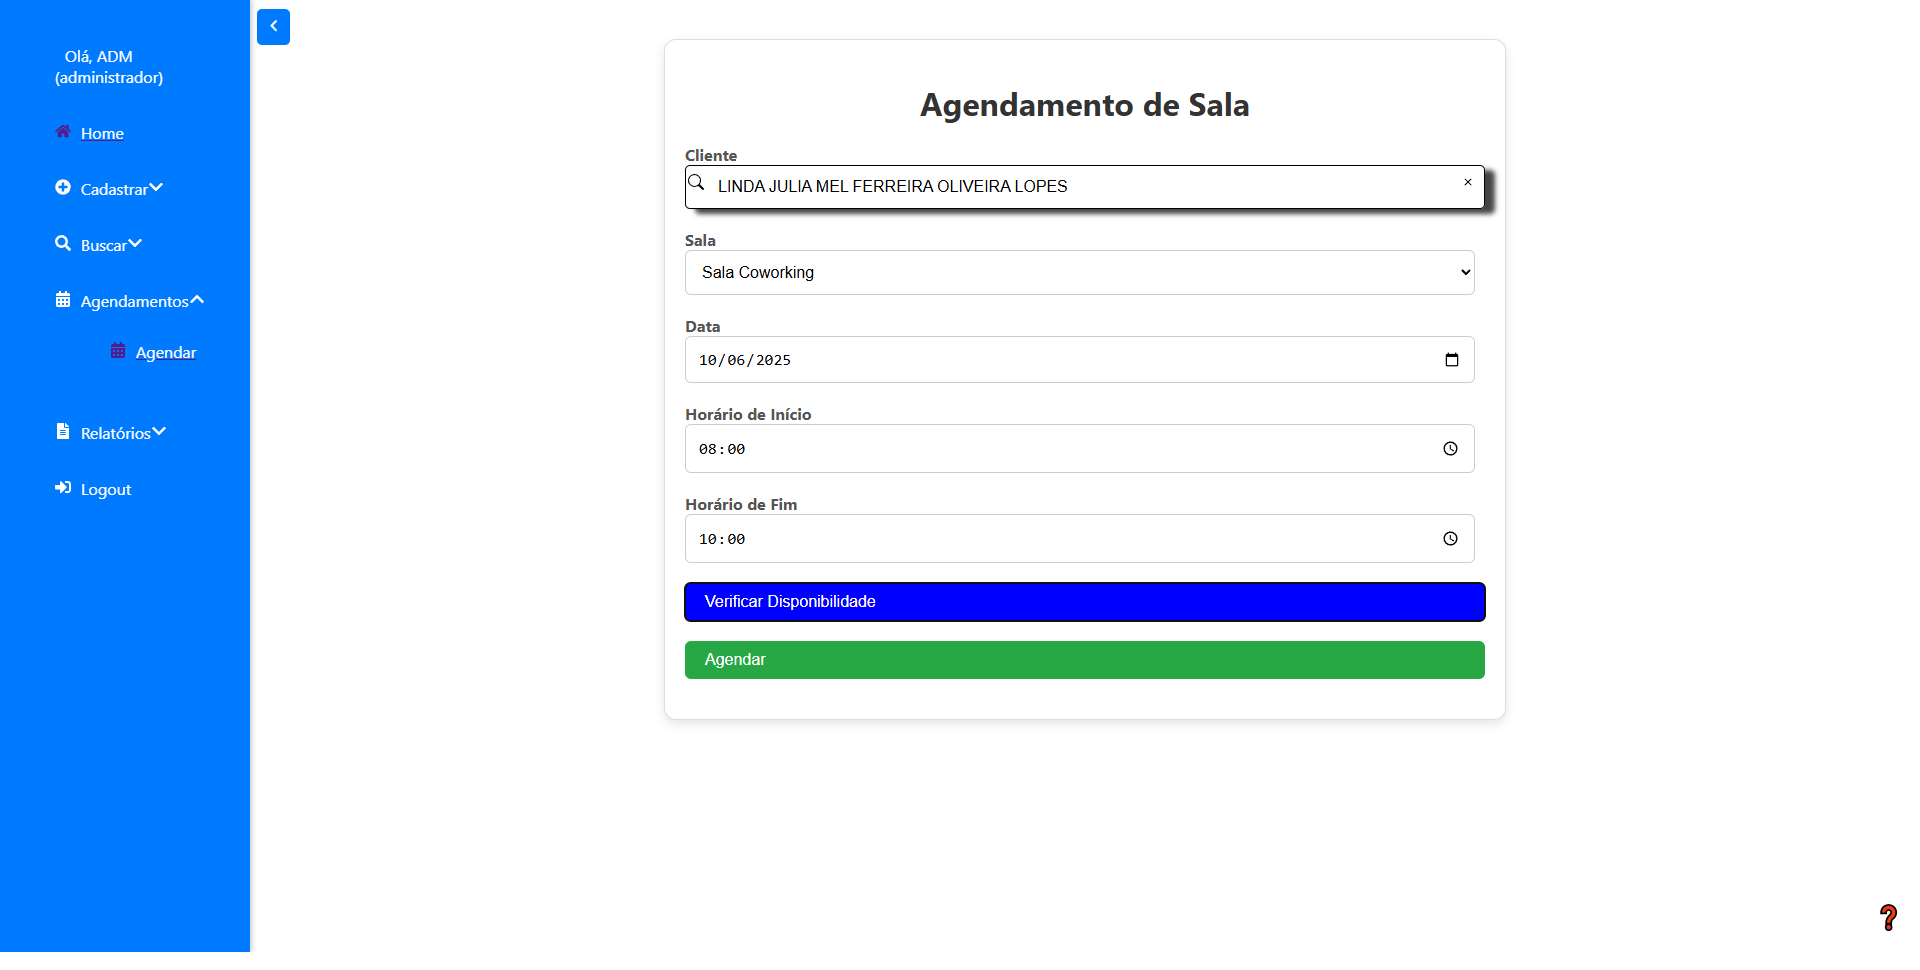 Olá, ADM
(administrador)
Home
Cadastrar
Buscar
Agendamentos
Agendar
Relatórios
Logout
Agendamento de Sala
Cliente
LINDA JULIA MEL FERREIRA OLIVEIRA LOPES
Sala
Sala Coworking
Data
10/06/2025
Horário de Início
08:00
Horário de Fim
10:00
Verificar Disponibilidade
Agendar